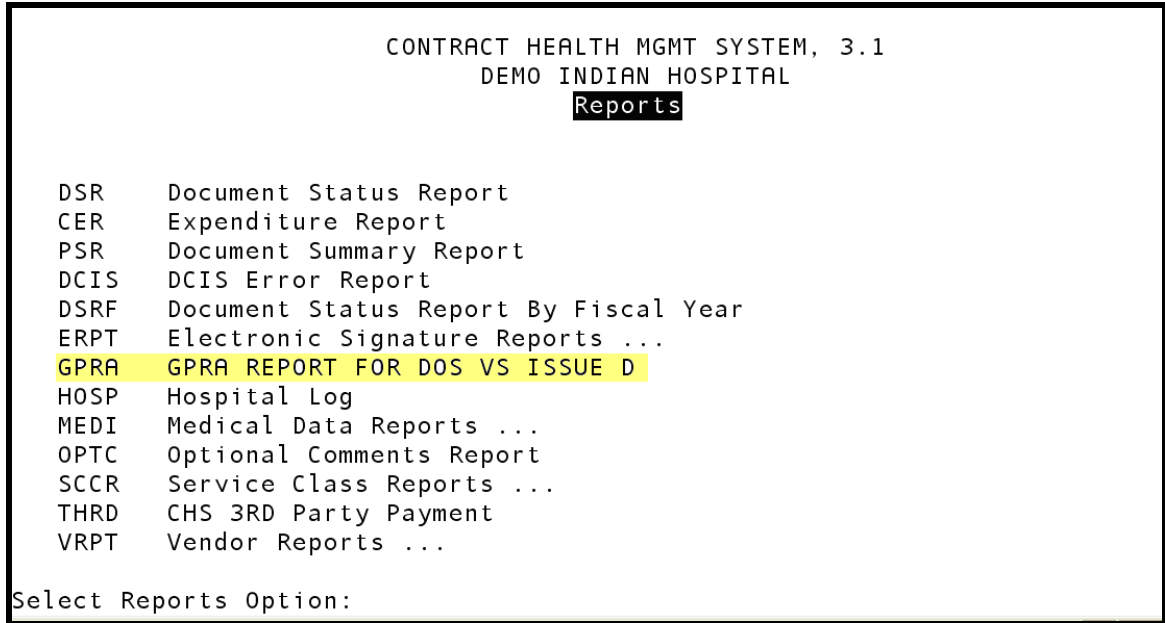 CONTRACT HEALTH MGMT SYSTEM, 3.1
DEMO INDIAN HOSPITAL
Reports
DSR Document Status Report
CER Expenditure Report
PSR Document Summary Report
DCIS DCIS Error Report
DSRF Document Status Report By Fiscal Year
ERPT Electronic Signature Reports ...
GPRA GPRA REPORT FOR DOS VS ISSUE D
HOSP Hospital Log
MEDI Medical Data Reports ...
OPTC Optional Comments Report
SCCR Service Class Reports ...
THRD CHS 3RD Party Payment
VRPT Vendor Reports ...
Select Reports Option: